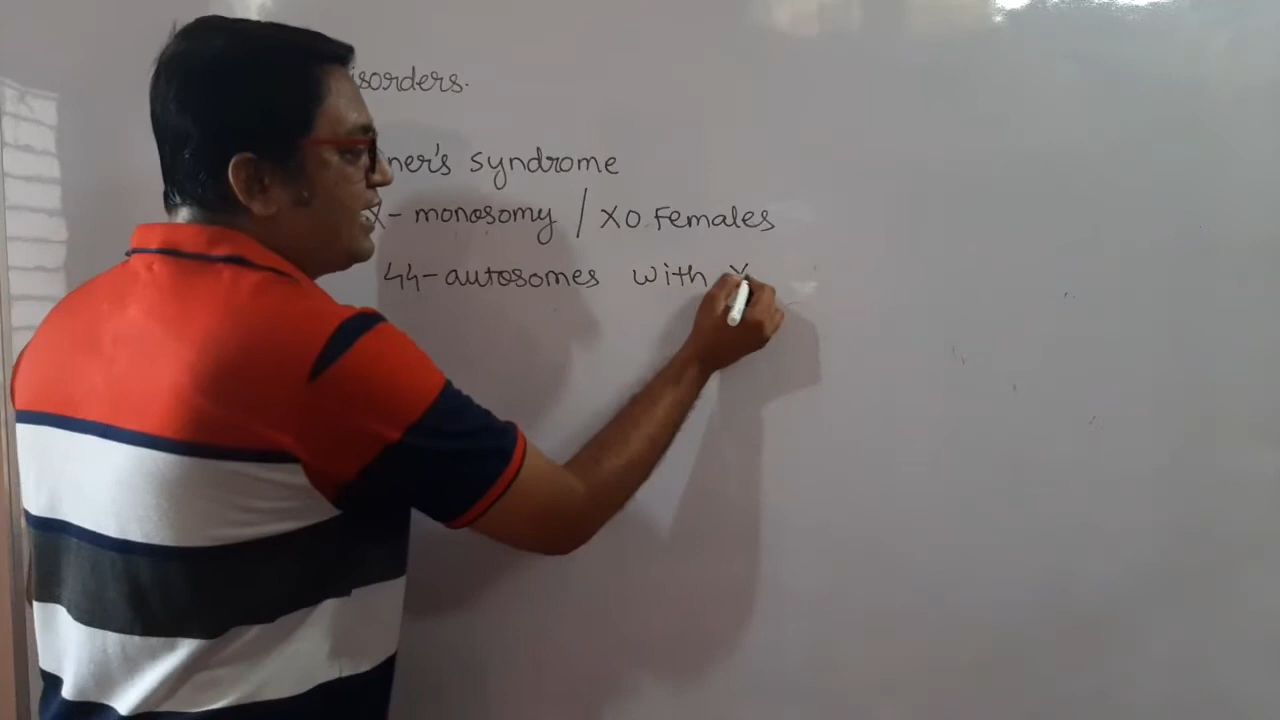 isorders.
ner's syndrome
X- monosomy / XO Females
44-autosomes with X